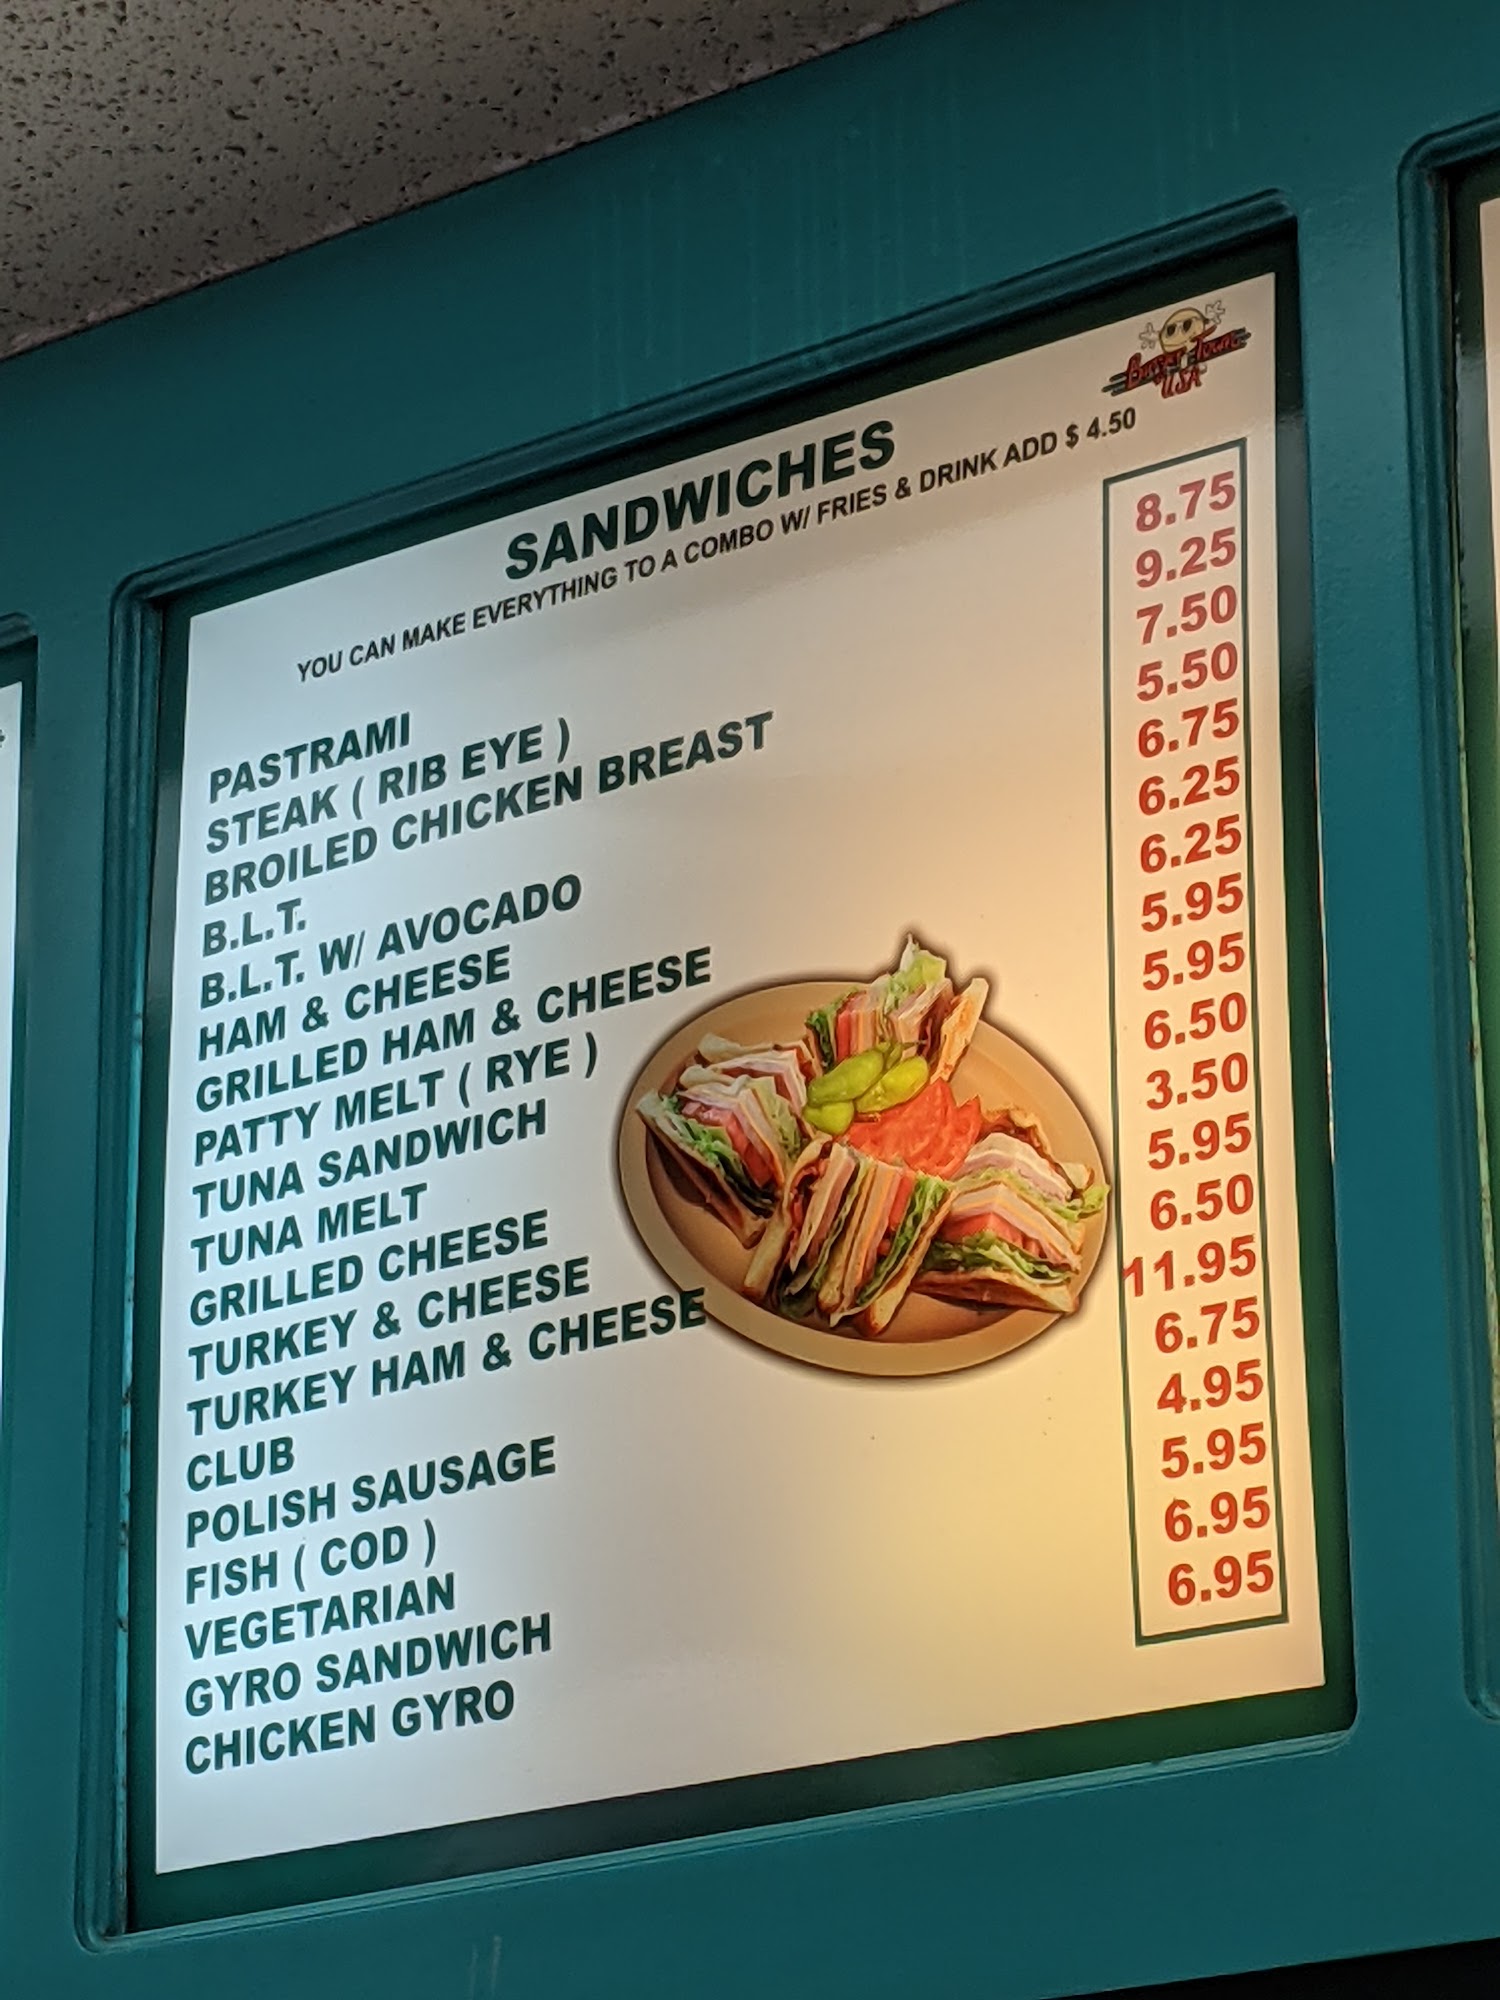 Burger Town
USA
SANDWICHES
YOU CAN MAKE EVERYTHING TO A COMBO W/ FRIES & DRINK ADD $ 4.50
PASTRAMI 8.75
STEAK ( RIB EYE ) 9.25
BROILED CHICKEN BREAST 7.50
B.L.T. 5.50
B.L.T. W/ AVOCADO 6.75
HAM & CHEESE 6.25
GRILLED HAM & CHEESE 6.25
PATTY MELT ( RYE ) 5.95
TUNA SANDWICH 5.95
TUNA MELT 6.50
GRILLED CHEESE 3.50
TURKEY & CHEESE 5.95
TURKEY HAM & CHEESE 6.50
CLUB 11.95
POLISH SAUSAGE 6.75
FISH ( COD ) 4.95
VEGETARIAN 5.95
GYRO SANDWICH 6.95
CHICKEN GYRO 6.95